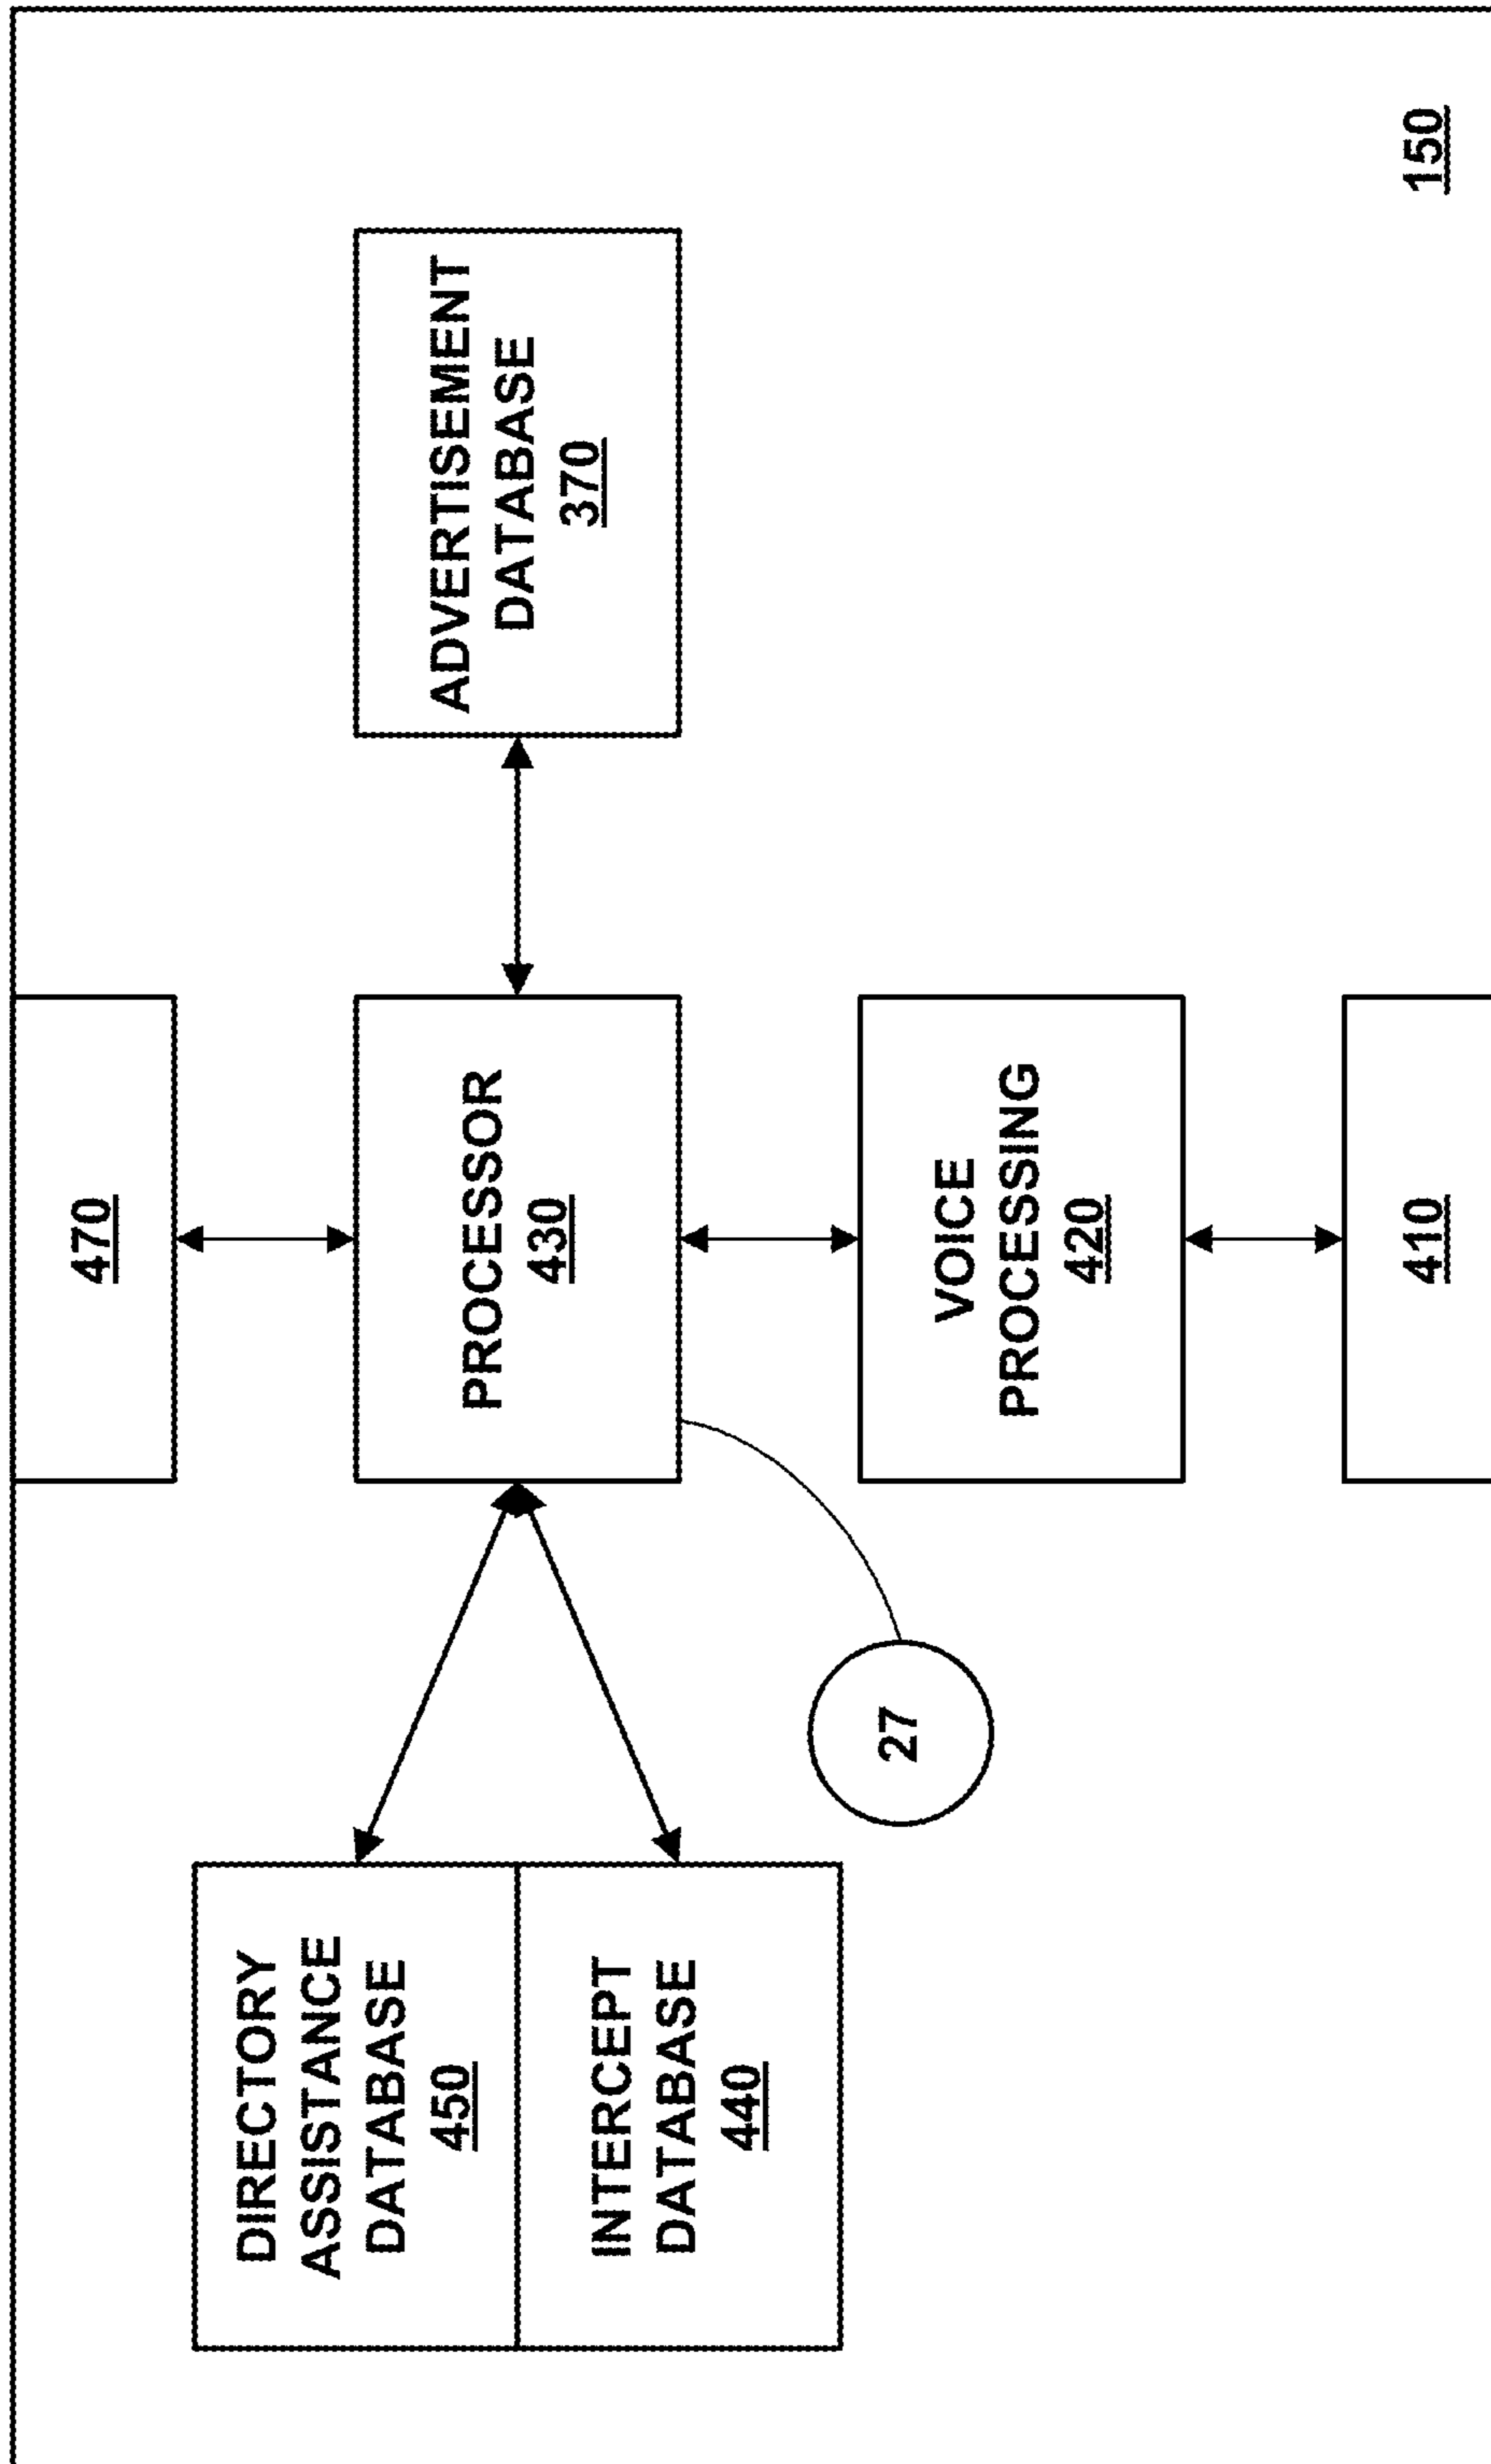 DIRECTORY
ASSISTANCE
DATABASE
450
INTERCEPT
DATABASE
440
27
470
PROCESSOR
430
VOICE
PROCESSING
420
410
ADVERTISEMENT
DATABASE
370
150